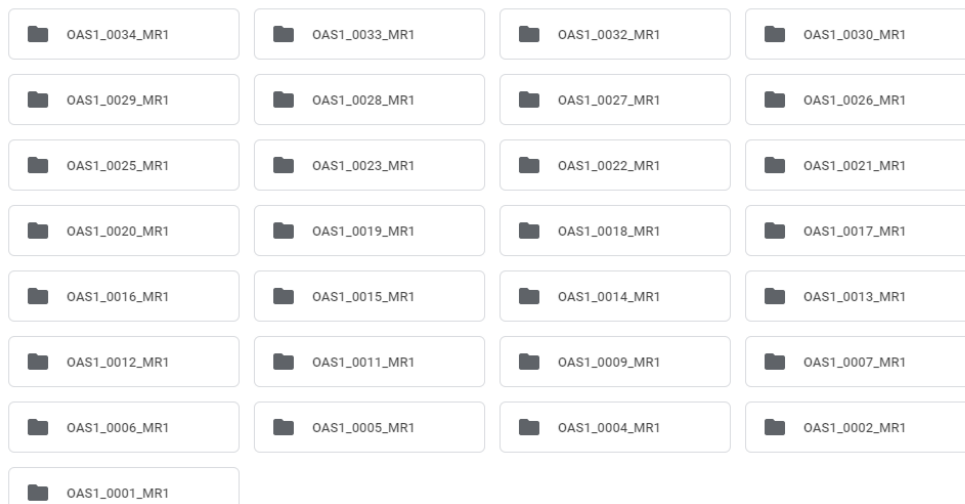 OAS1_0034_MR1 OAS1_0033_MR1 OAS1_0032_MR1 OAS1_0030_MR1
OAS1_0029_MR1 OAS1_0028_MR1 OAS1_0027_MR1 OAS1_0026_MR1
OAS1_0025_MR1 OAS1_0023_MR1 OAS1_0022_MR1 OAS1_0021_MR1
OAS1_0020_MR1 OAS1_0019_MR1 OAS1_0018_MR1 OAS1_0017_MR1
OAS1_0016_MR1 OAS1_0015_MR1 OAS1_0014_MR1 OAS1_0013_MR1
OAS1_0012_MR1 OAS1_0011_MR1 OAS1_0009_MR1 OAS1_0007_MR1
OAS1_0006_MR1 OAS1_0005_MR1 OAS1_0004_MR1 OAS1_0002_MR1
OAS1_0001_MR1